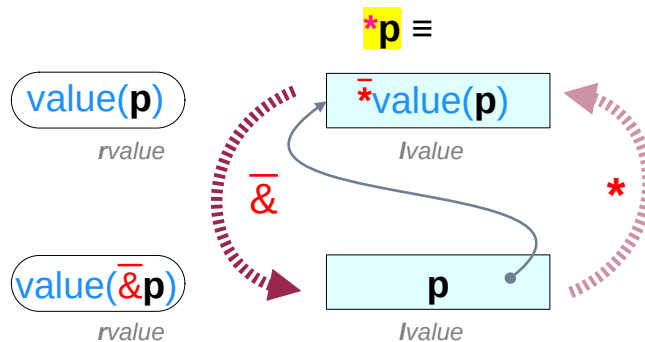 *p ≡
value(p)
*̅value(p)
rvalue
lvalue
&̅
*
value(&̅p)
p
rvalue
lvalue